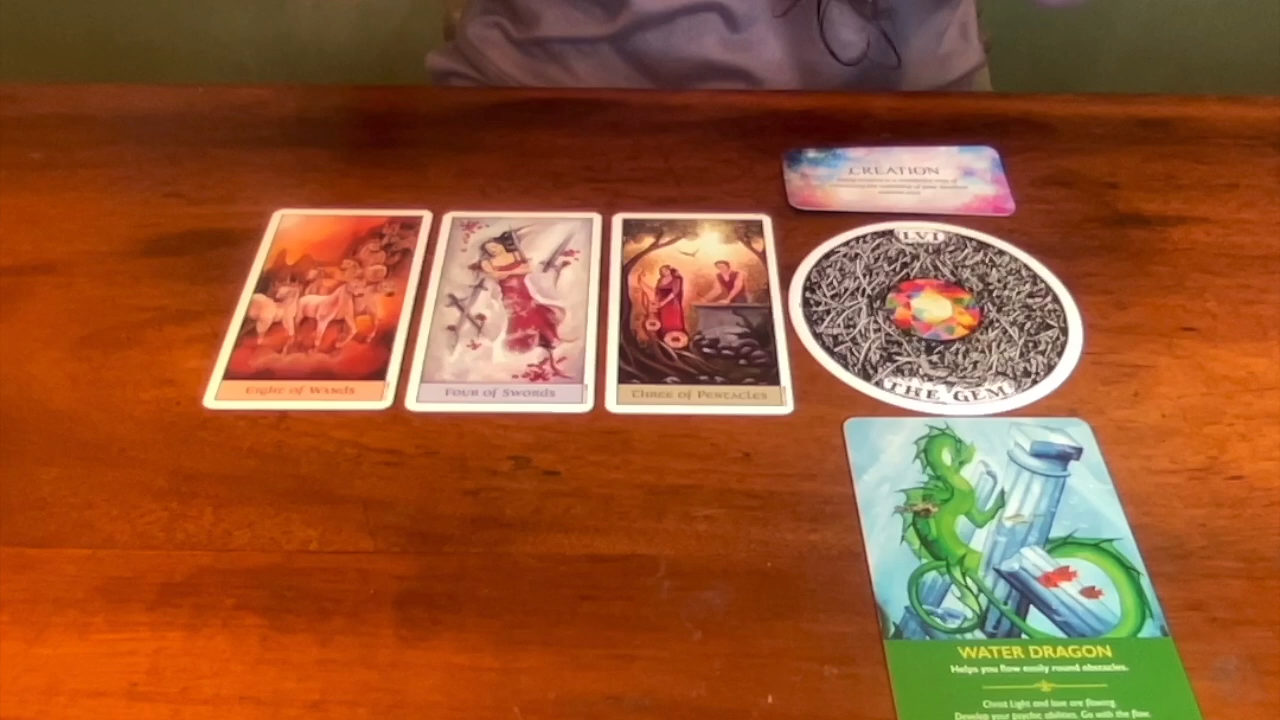 CREATION
LVI
THE GEM
EIGHT OF WANDS
FOUR OF SWORDS
THREE OF PENTACLES
WATER DRAGON
Helps you flow easily round obstacles.
Christ Light and love are flowing.
Develop your psychic abilities. Go with the flow.